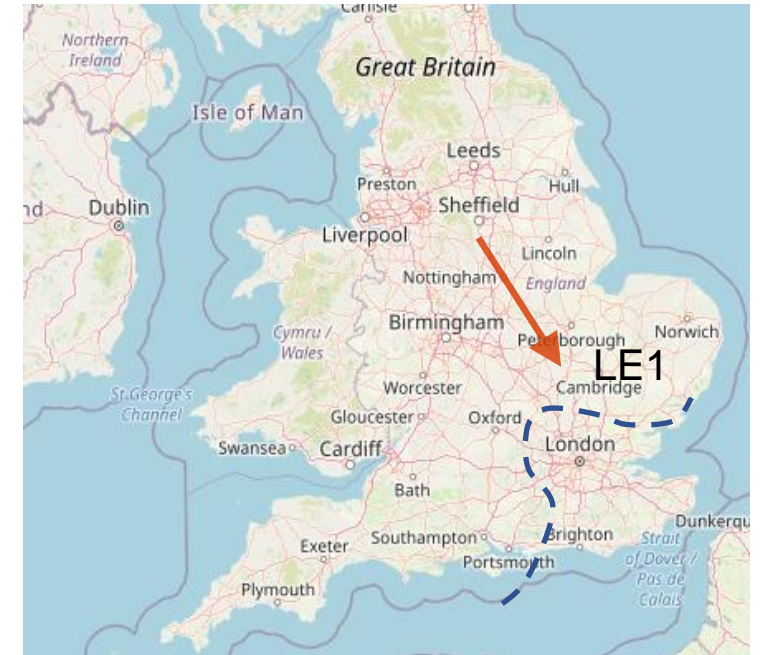 Carlisle
Northern
Ireland
Great Britain
Isle of Man
Leeds
Preston
Hull
nd
Dublin
Sheffield
Liverpool
Lincoln
Nottingham
England
Birmingham
Peterborough
Norwich
Cymru /
Wales
LE1
Worcester
Cambridge
St.George's
Channel
Gloucester
Oxford
Swansea
Cardiff
London
Bath
Dunkerqu
Southampton
Brighton
Strait
of Dover /
Pas de
Calais
Exeter
Portsmouth
Plymouth